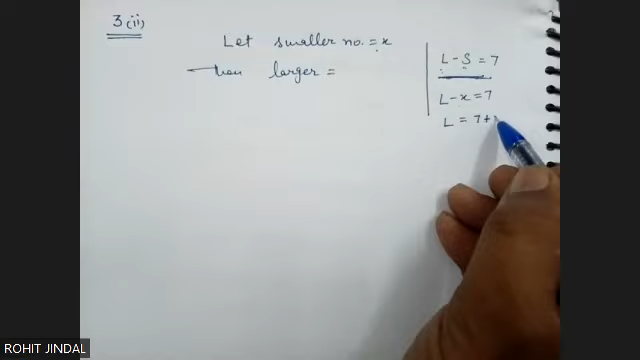 3(ii)
Let smaller no. = x
Then larger =
L - S = 7
L - x = 7
L = 7 +
ROHIT JINDAL